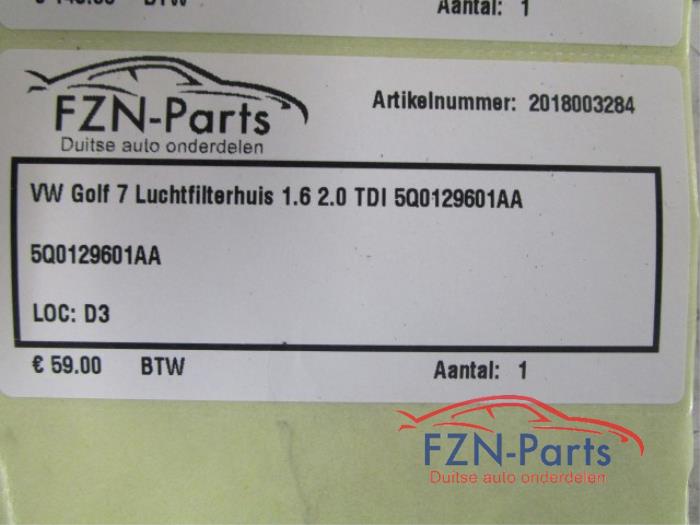 BTW
Aantal: 1
FZN-Parts
Duitse auto onderdelen
Artikelnummer: 2018003284
VW Golf 7 Luchtfilterhuis 1.6 2.0 TDI 5Q0129601AA
5Q0129601AA
LOC: D3
€ 59.00 BTW
Aantal: 1
FZN-Parts
Duitse auto onderdelen